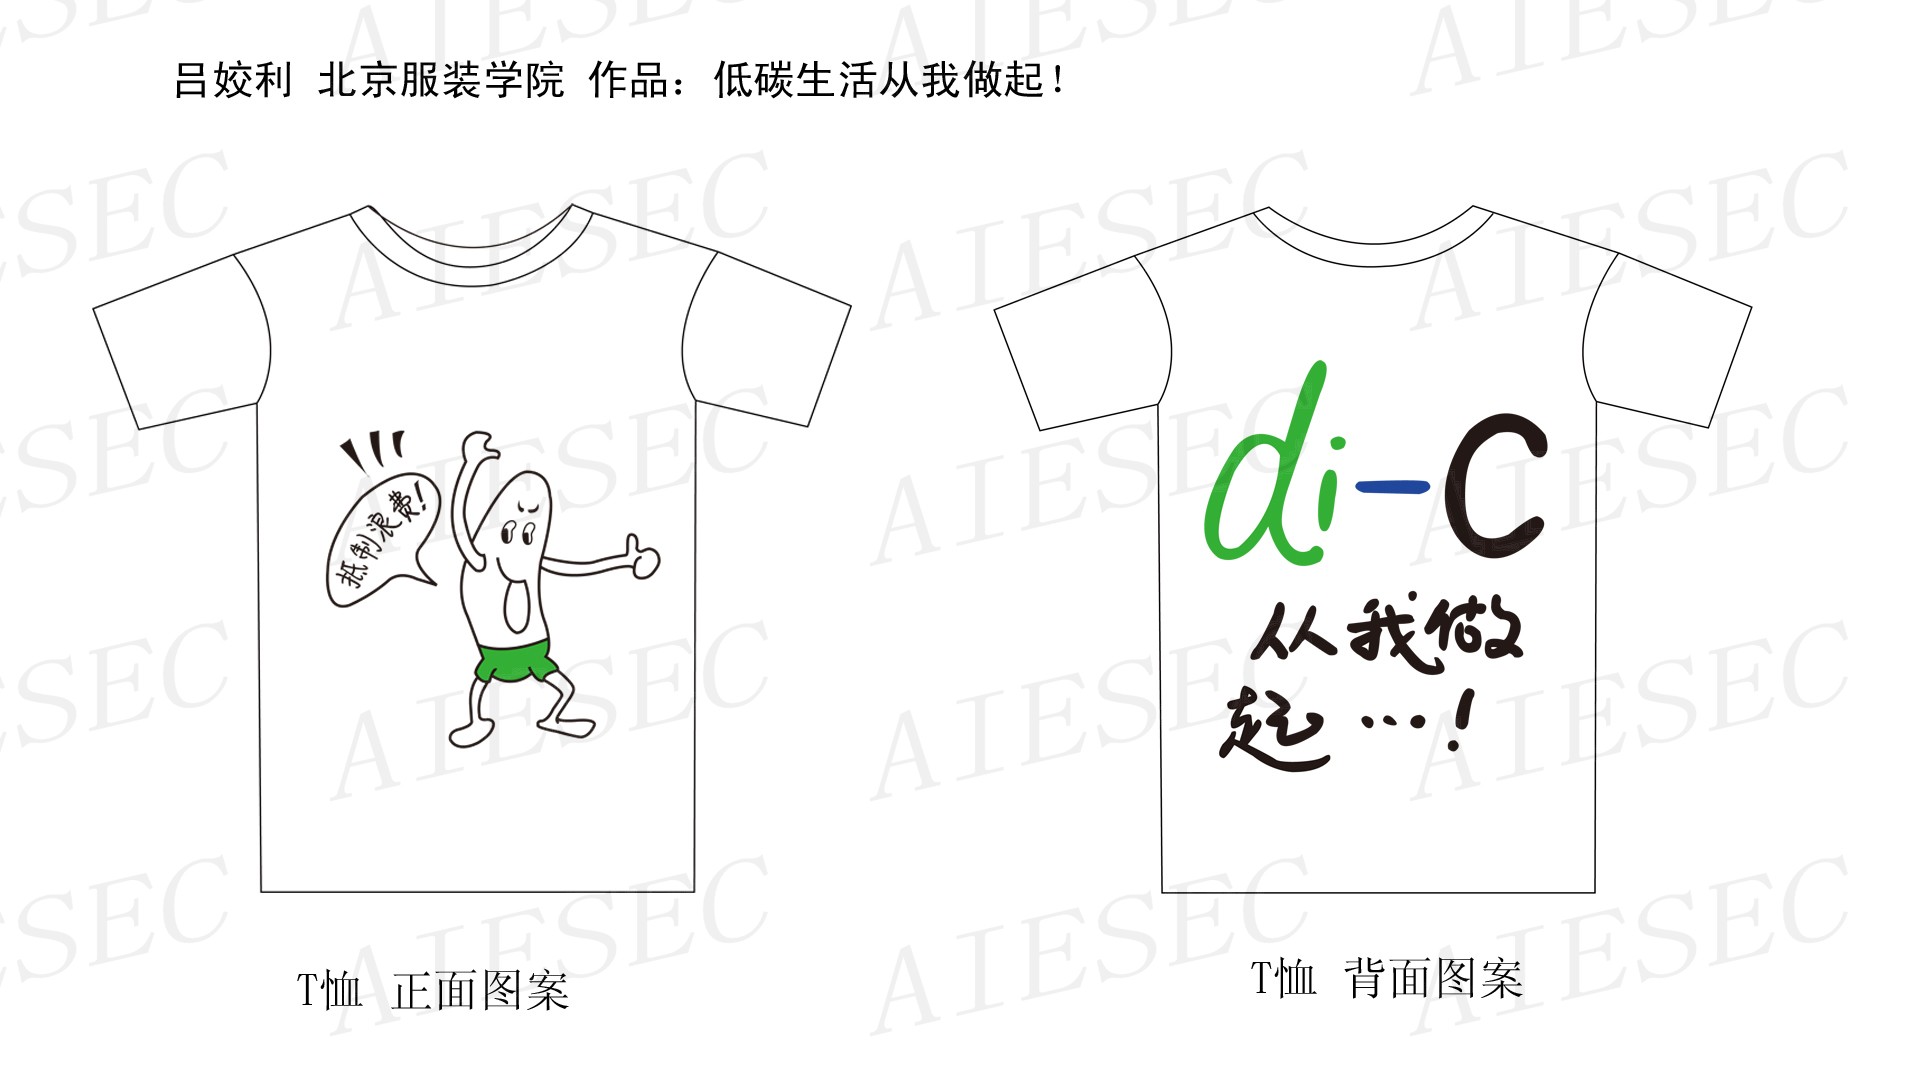 吕姣利 北京服装学院 作品：低碳生活从我做起！
抵制浪费！
di-C
从我做
起…！
T恤 正面图案
T恤 背面图案
AIESEC